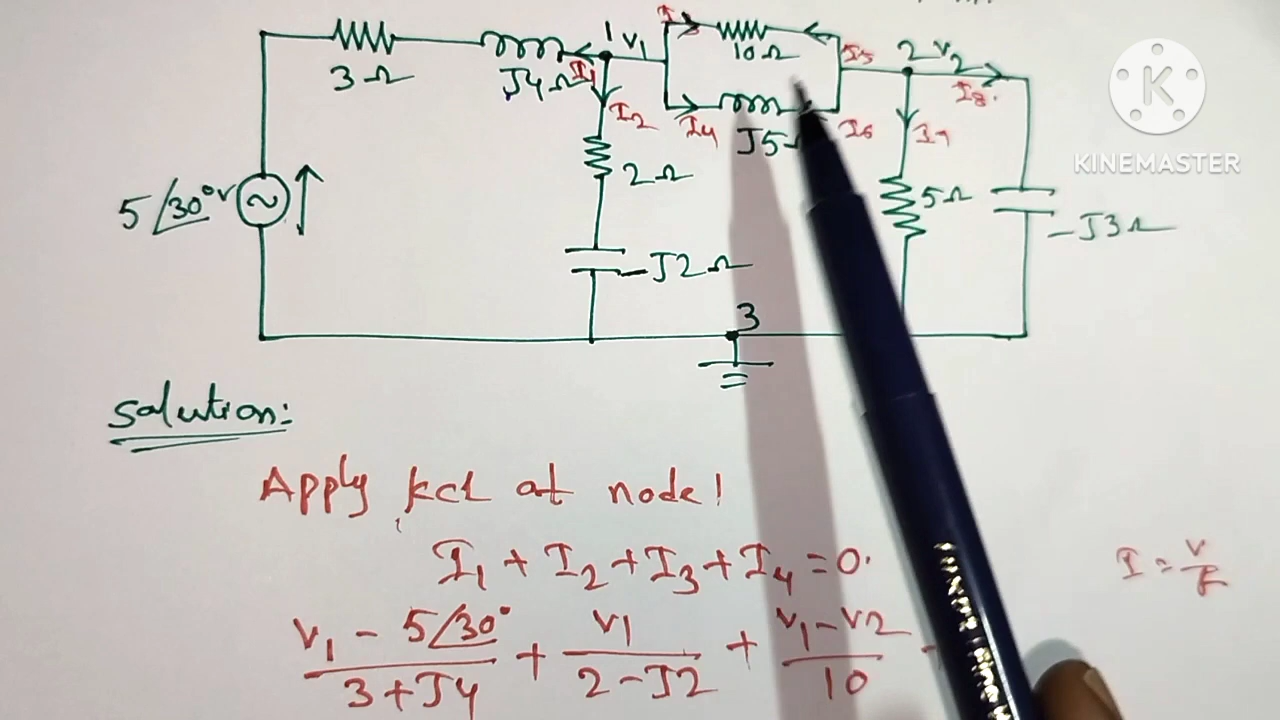 1 V1 I3 10Ω I5 2 V2
3Ω J4Ω I1 I2 I4 J5Ω I6 I7 I8
K
KINEMASTER
5/30° V 2Ω 5Ω -J3Ω
-J2Ω
3
Solution:
Apply kcl at node 1
I1 + I2 + I3 + I4 = 0.
V1 - 5/30° / 3+J4 + V1 / 2-J2 + V1-V2 / 10